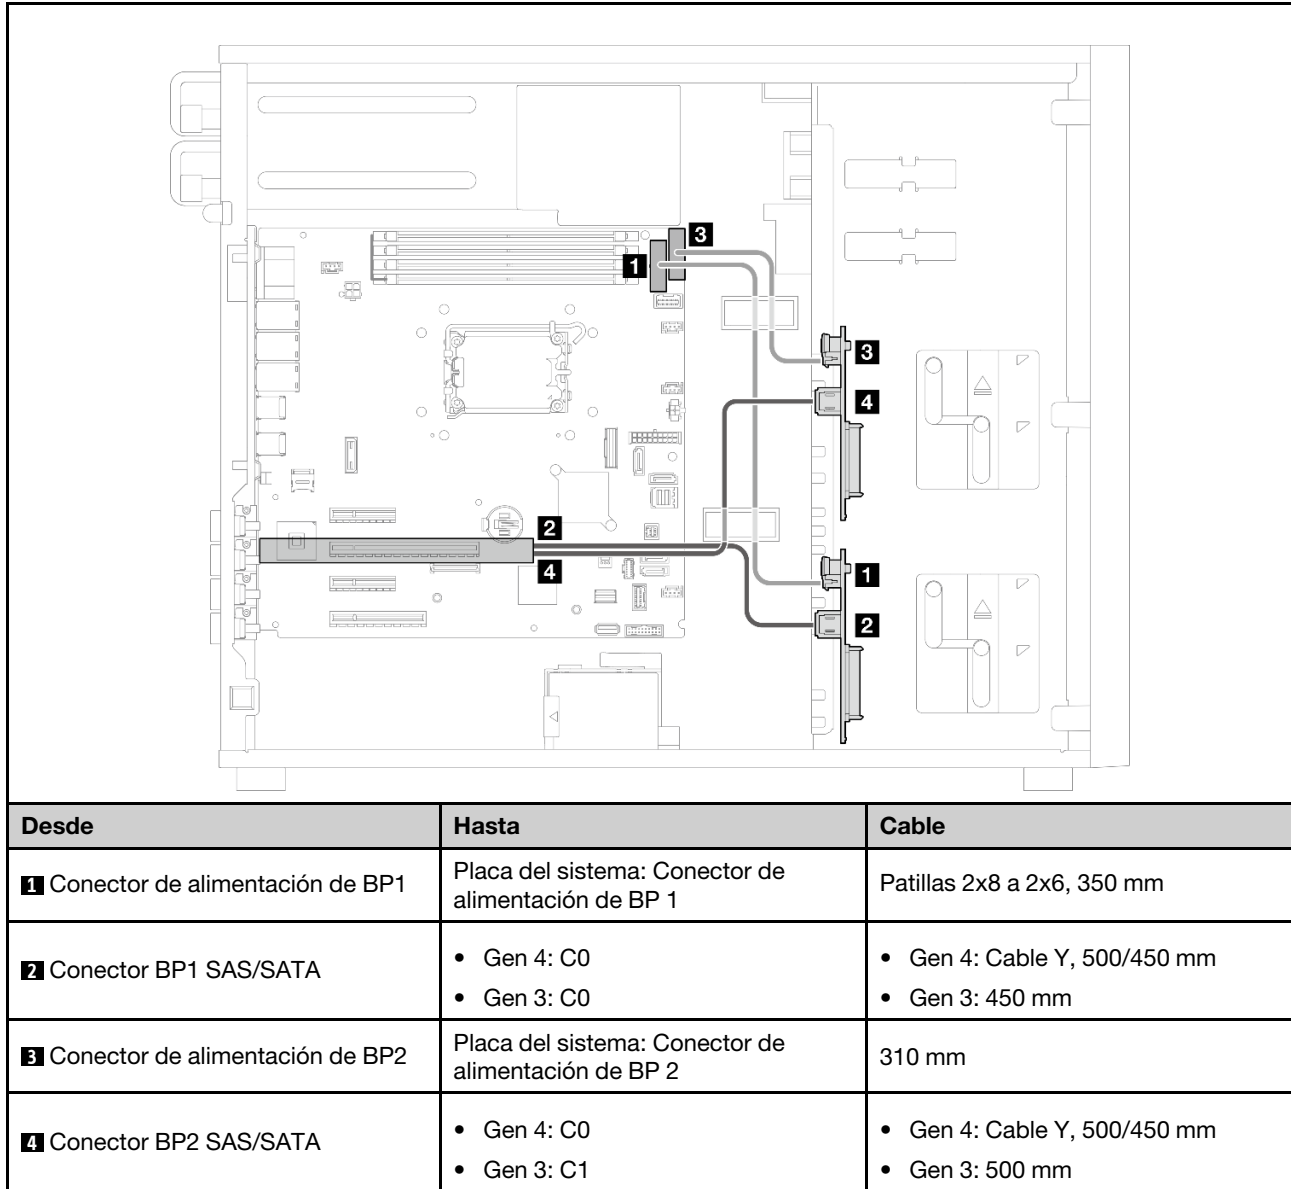 3
1
3
4
2
4
1
2
Desde Hasta Cable
1 Conector de alimentación de BP1
Placa del sistema: Conector de
alimentación de BP 1
Patillas 2x8 a 2x6, 350 mm
2 Conector BP1 SAS/SATA
• Gen 4: C0
• Gen 3: C0
• Gen 4: Cable Y, 500/450 mm
• Gen 3: 450 mm
3 Conector de alimentación de BP2
Placa del sistema: Conector de
alimentación de BP 2
310 mm
4 Conector BP2 SAS/SATA
• Gen 4: C0
• Gen 3: C1
• Gen 4: Cable Y, 500/450 mm
• Gen 3: 500 mm